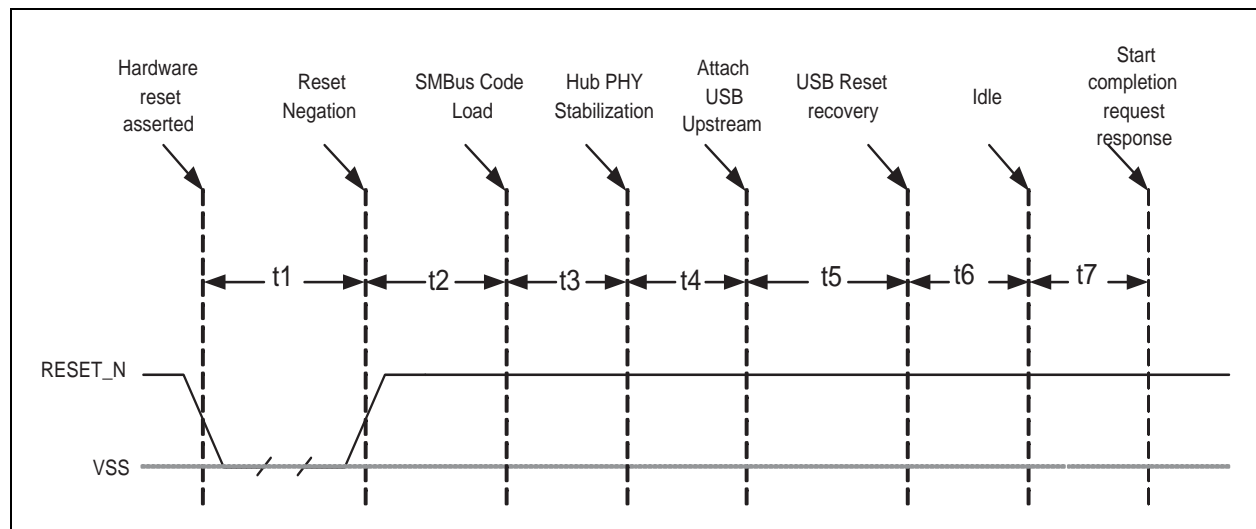 Hardware
reset
asserted
Reset
Negation
SMBus Code
Load
Hub PHY
Stabilization
Attach
USB
Upstream
USB Reset
recovery
Idle
Start
completion
request
response
t1
t2
t3
t4
t5
t6
t7
RESET_N
VSS